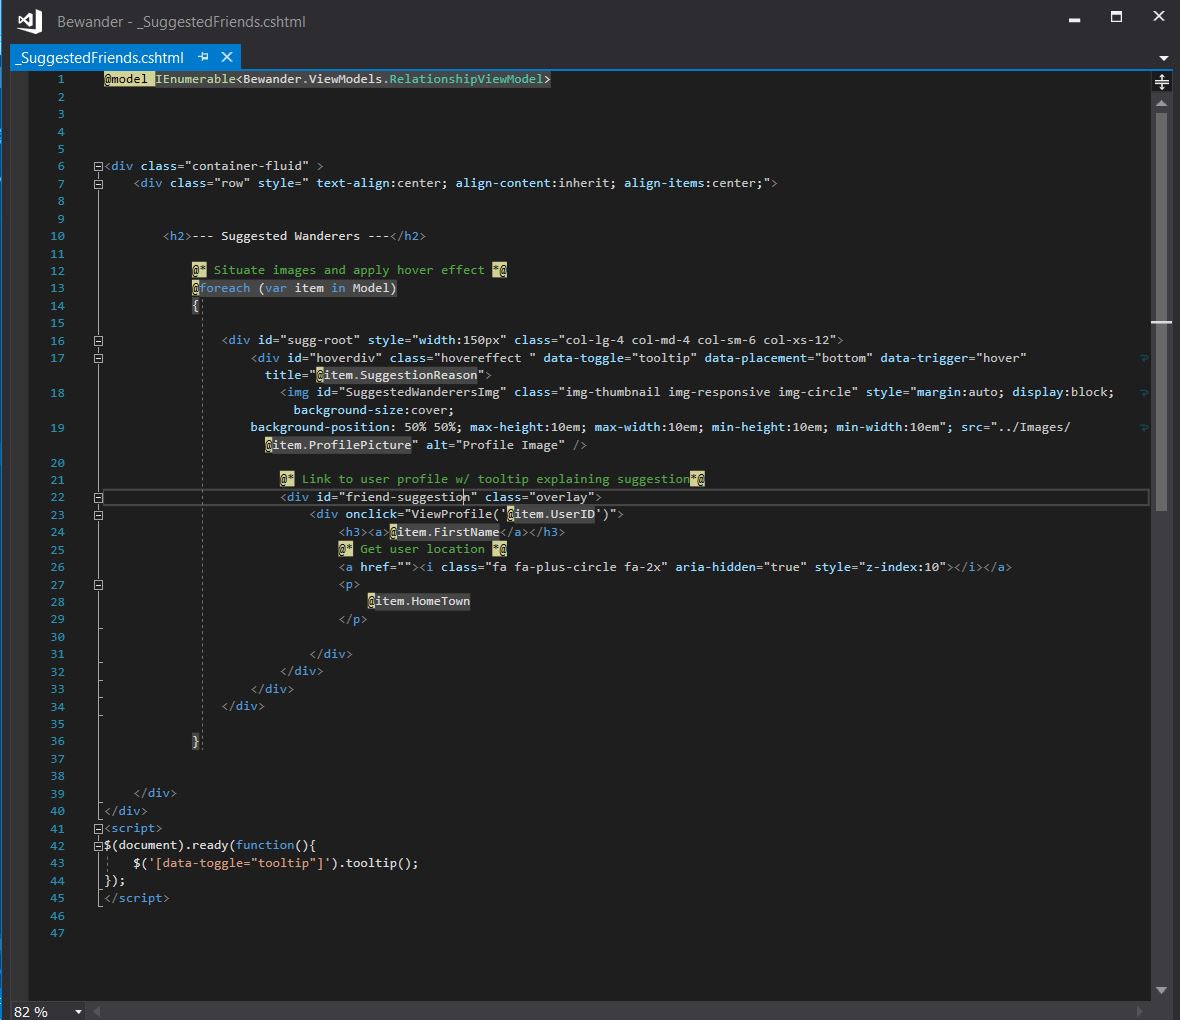 Bewander - _SuggestedFriends.cshtml
_SuggestedFriends.cshtml
1 @model IEnumerable<Bewander.ViewModels.RelationshipViewModel>
2
3
4
5
6 <div class="container-fluid" >
7 <div class="row" style=" text-align:center; align-content:inherit; align-items:center;">
8
9
10 <h2>--- Suggested Wanderers ---</h2>
11
12 @* Situate images and apply hover effect *@
13 @foreach (var item in Model)
14 {
15
16 <div id="sugg-root" style="width:150px" class="col-lg-4 col-md-4 col-sm-6 col-xs-12">
17 <div id="hoverdiv" class="hovereffect " data-toggle="tooltip" data-placement="bottom" data-trigger="hover"
title="@item.SuggestionReason">
18 <img id="SuggestedWanderersImg" class="img-thumbnail img-responsive img-circle" style="margin:auto; display:block;
background-size:cover;
19 background-position: 50% 50%; max-height:10em; max-width:10em; min-height:10em; min-width:10em"; src="../Images/
@item.ProfilePicture" alt="Profile Image" />
20
21 @* Link to user profile w/ tooltip explaining suggestion*@
22 <div id="friend-suggestion" class="overlay">
23 <div onclick="ViewProfile('@item.UserID')">
24 <h3><a>@item.FirstName</a></h3>
25 @* Get user location *@
26 <a href=""><i class="fa fa-plus-circle fa-2x" aria-hidden="true" style="z-index:10"></i></a>
27 <p>
28 @item.HomeTown
29 </p>
30
31 </div>
32 </div>
33 </div>
34 </div>
35
36 }
37
38
39 </div>
40 </div>
41 <script>
42 $(document).ready(function(){
43 $('[data-toggle="tooltip"]').tooltip();
44 });
45 </script>
46
47
82 %